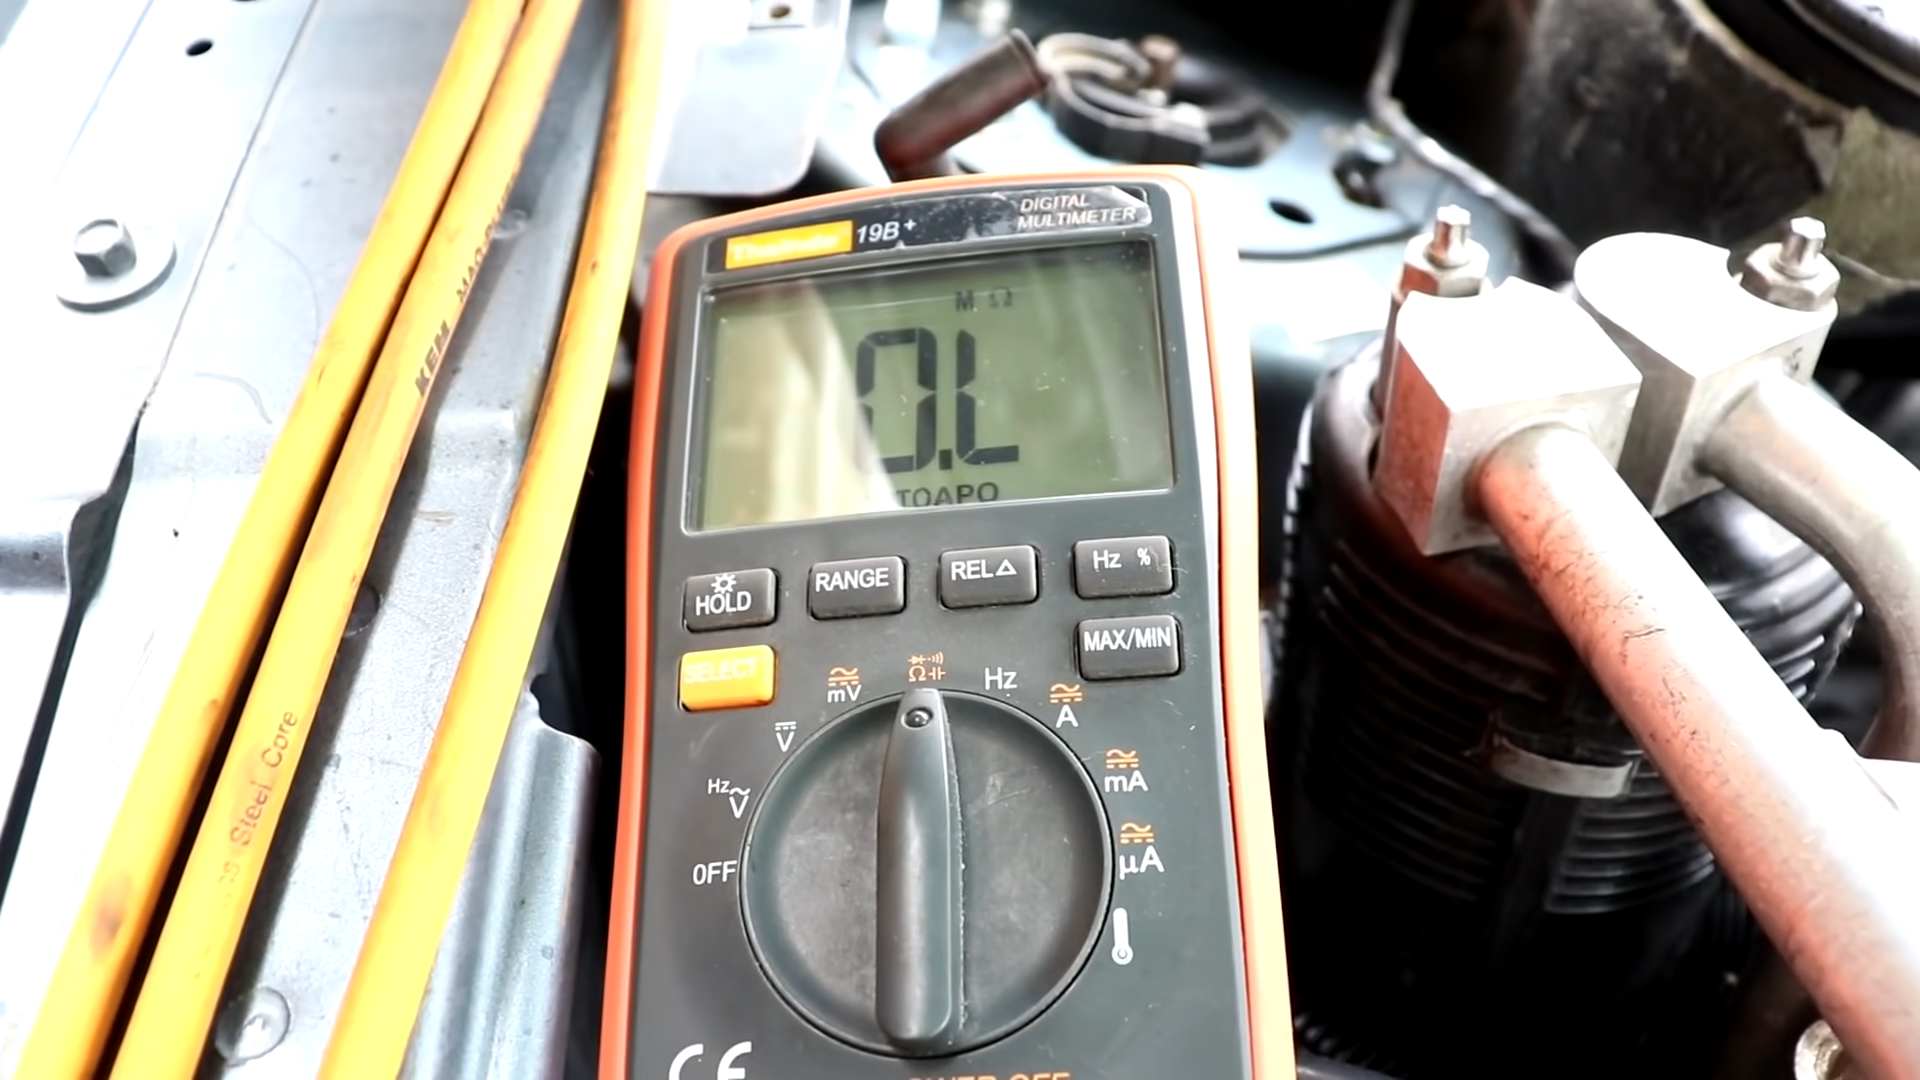 19B+
DIGITAL
MULTIMETER
M Ω
0.L
TOAPO
HOLD
RANGE
REL△
Hz %
SELECT
MAX/MIN
mV
Ω
Hz
A
V
mA
Hz
V
µA
OFF
CE
KEM MAG-
Steel Core